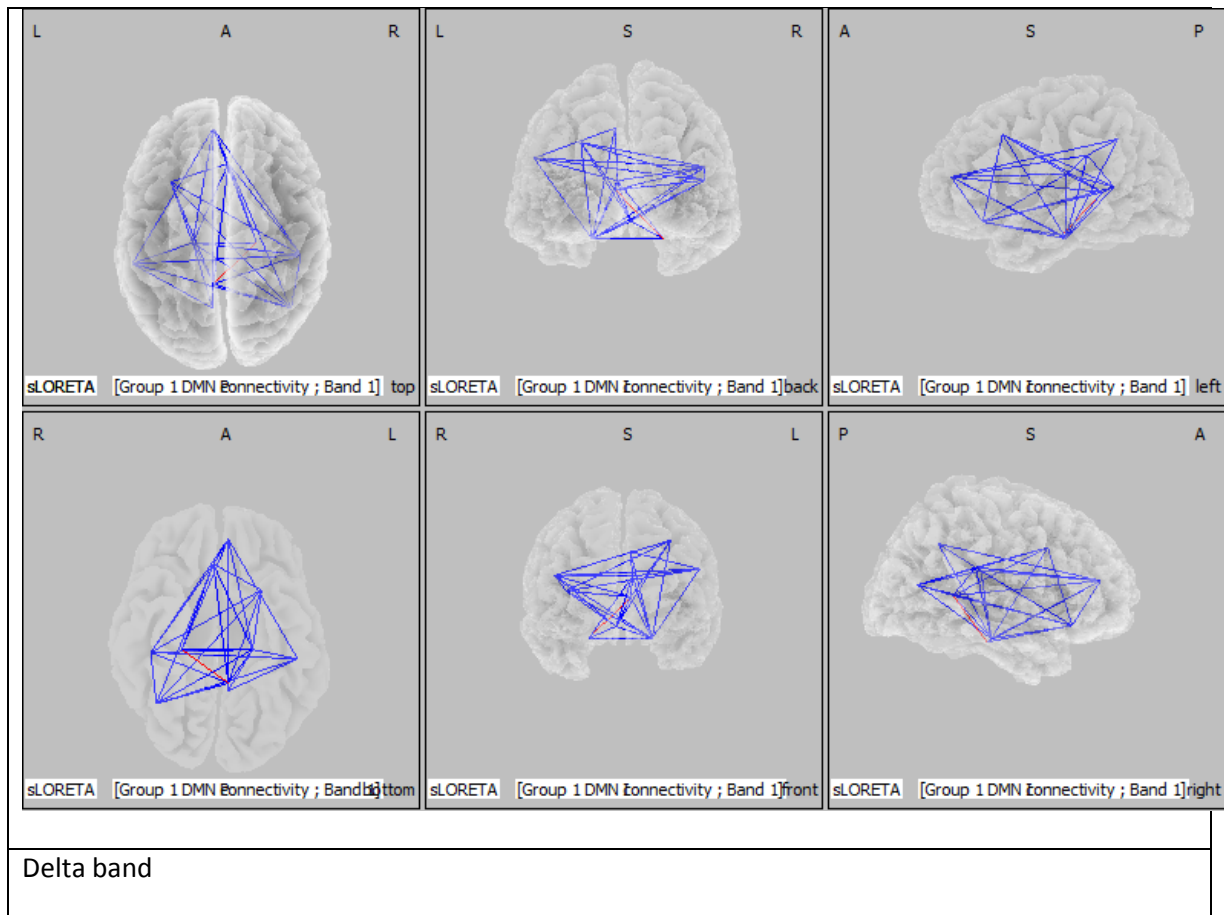 L A R
L S R
A S P
sLORETA [Group 1 DMN connectivity ; Band 1] top
sLORETA [Group 1 DMN connectivity ; Band 1] back
sLORETA [Group 1 DMN connectivity ; Band 1] left
R A L
R S L
P S A
sLORETA [Group 1 DMN connectivity ; Band 1] bottom
sLORETA [Group 1 DMN connectivity ; Band 1] front
sLORETA [Group 1 DMN connectivity ; Band 1] right
Delta band